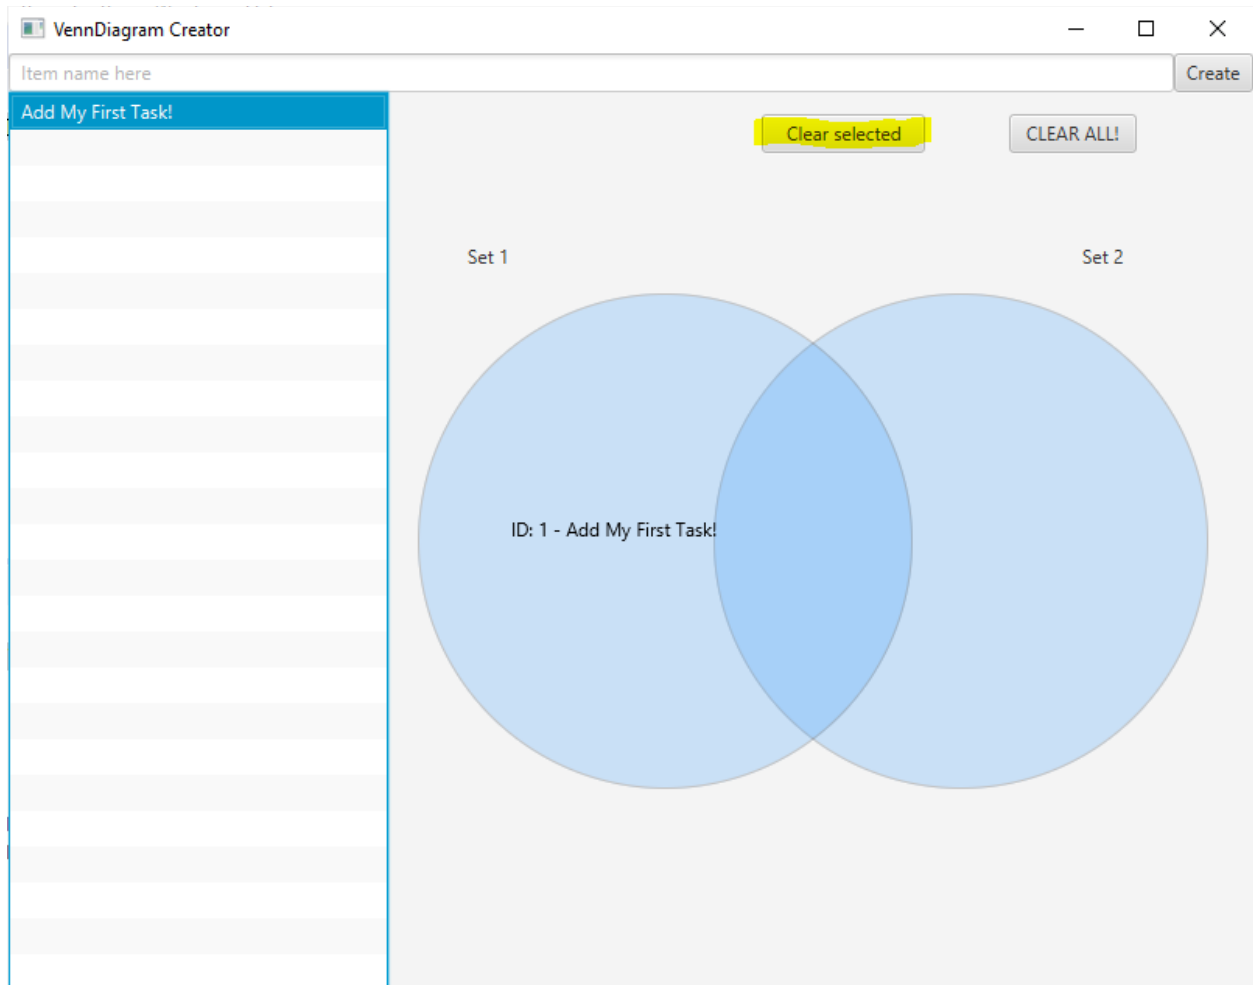 VennDiagram Creator
Item name here
Create
Add My First Task!
Clear selected
CLEAR ALL!
Set 1
Set 2
ID: 1 - Add My First Task!